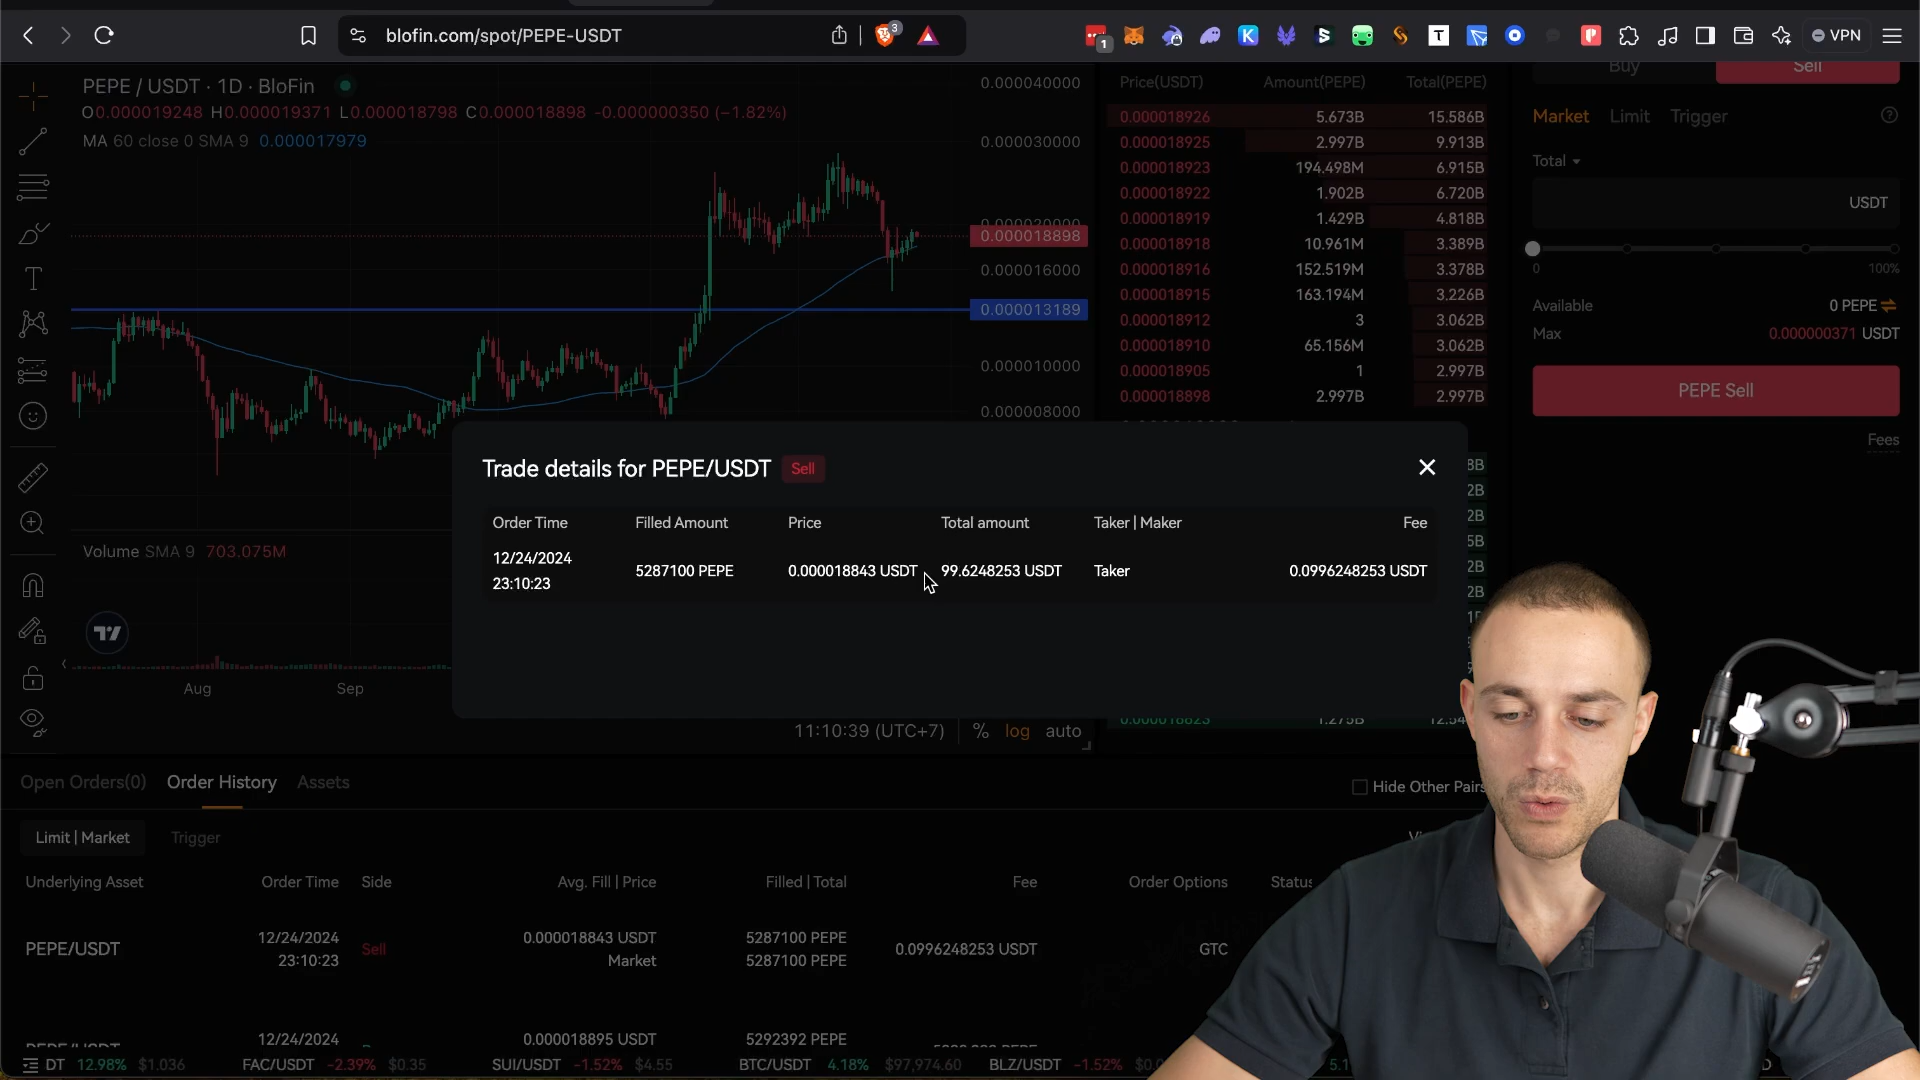 blofin.com/spot/PEPE-USDT
3
1
VPN
PEPE / USDT · 1D · BloFin
O0.000019248 H0.000019371 L0.000018798 C0.000018898 -0.000000350 (−1.82%)
MA 60 close 0 SMA 9 0.000017979
0.000040000
0.000030000
0.000020000
0.000018898
0.000016000
0.000013189
0.000010000
0.000008000
Volume SMA 9 703.075M
Aug
Sep
11:10:39 (UTC+7) % log auto
Price(USDT) Amount(PEPE) Total(PEPE)
0.000018926 5.673B 15.586B
0.000018925 2.997B 9.913B
0.000018923 194.498M 6.915B
0.000018922 1.902B 6.720B
0.000018919 1.429B 4.818B
0.000018918 10.961M 3.389B
0.000018916 152.519M 3.378B
0.000018915 163.194M 3.226B
0.000018912 3 3.062B
0.000018910 65.156M 3.062B
0.000018905 1 2.997B
0.000018898 2.997B 2.997B
0.000018823 1.275B
Buy Sell
Market Limit Trigger
Total
USDT
0 100%
Available 0 PEPE
Max 0.000000371 USDT
PEPE Sell
Fees
Trade details for PEPE/USDT Sell
Order Time Filled Amount Price Total amount Taker | Maker Fee
12/24/2024
23:10:23 5287100 PEPE 0.000018843 USDT 99.6248253 USDT Taker 0.0996248253 USDT
Open Orders(0) Order History Assets
Hide Other Pairs
Limit | Market Trigger
Underlying Asset Order Time Side Avg. Fill | Price Filled | Total Fee Order Options Status
PEPE/USDT 12/24/2024 23:10:23 Sell 0.000018843 USDT Market 5287100 PEPE 5287100 PEPE 0.0996248253 USDT GTC
12/24/2024 0.000018895 USDT 5292392 PEPE
DT 12.98% $1.036 FAC/USDT -2.39% $0.35 SUI/USDT -1.52% $4.55 BTC/USDT 4.18% $97,974.60 BLZ/USDT -1.52%